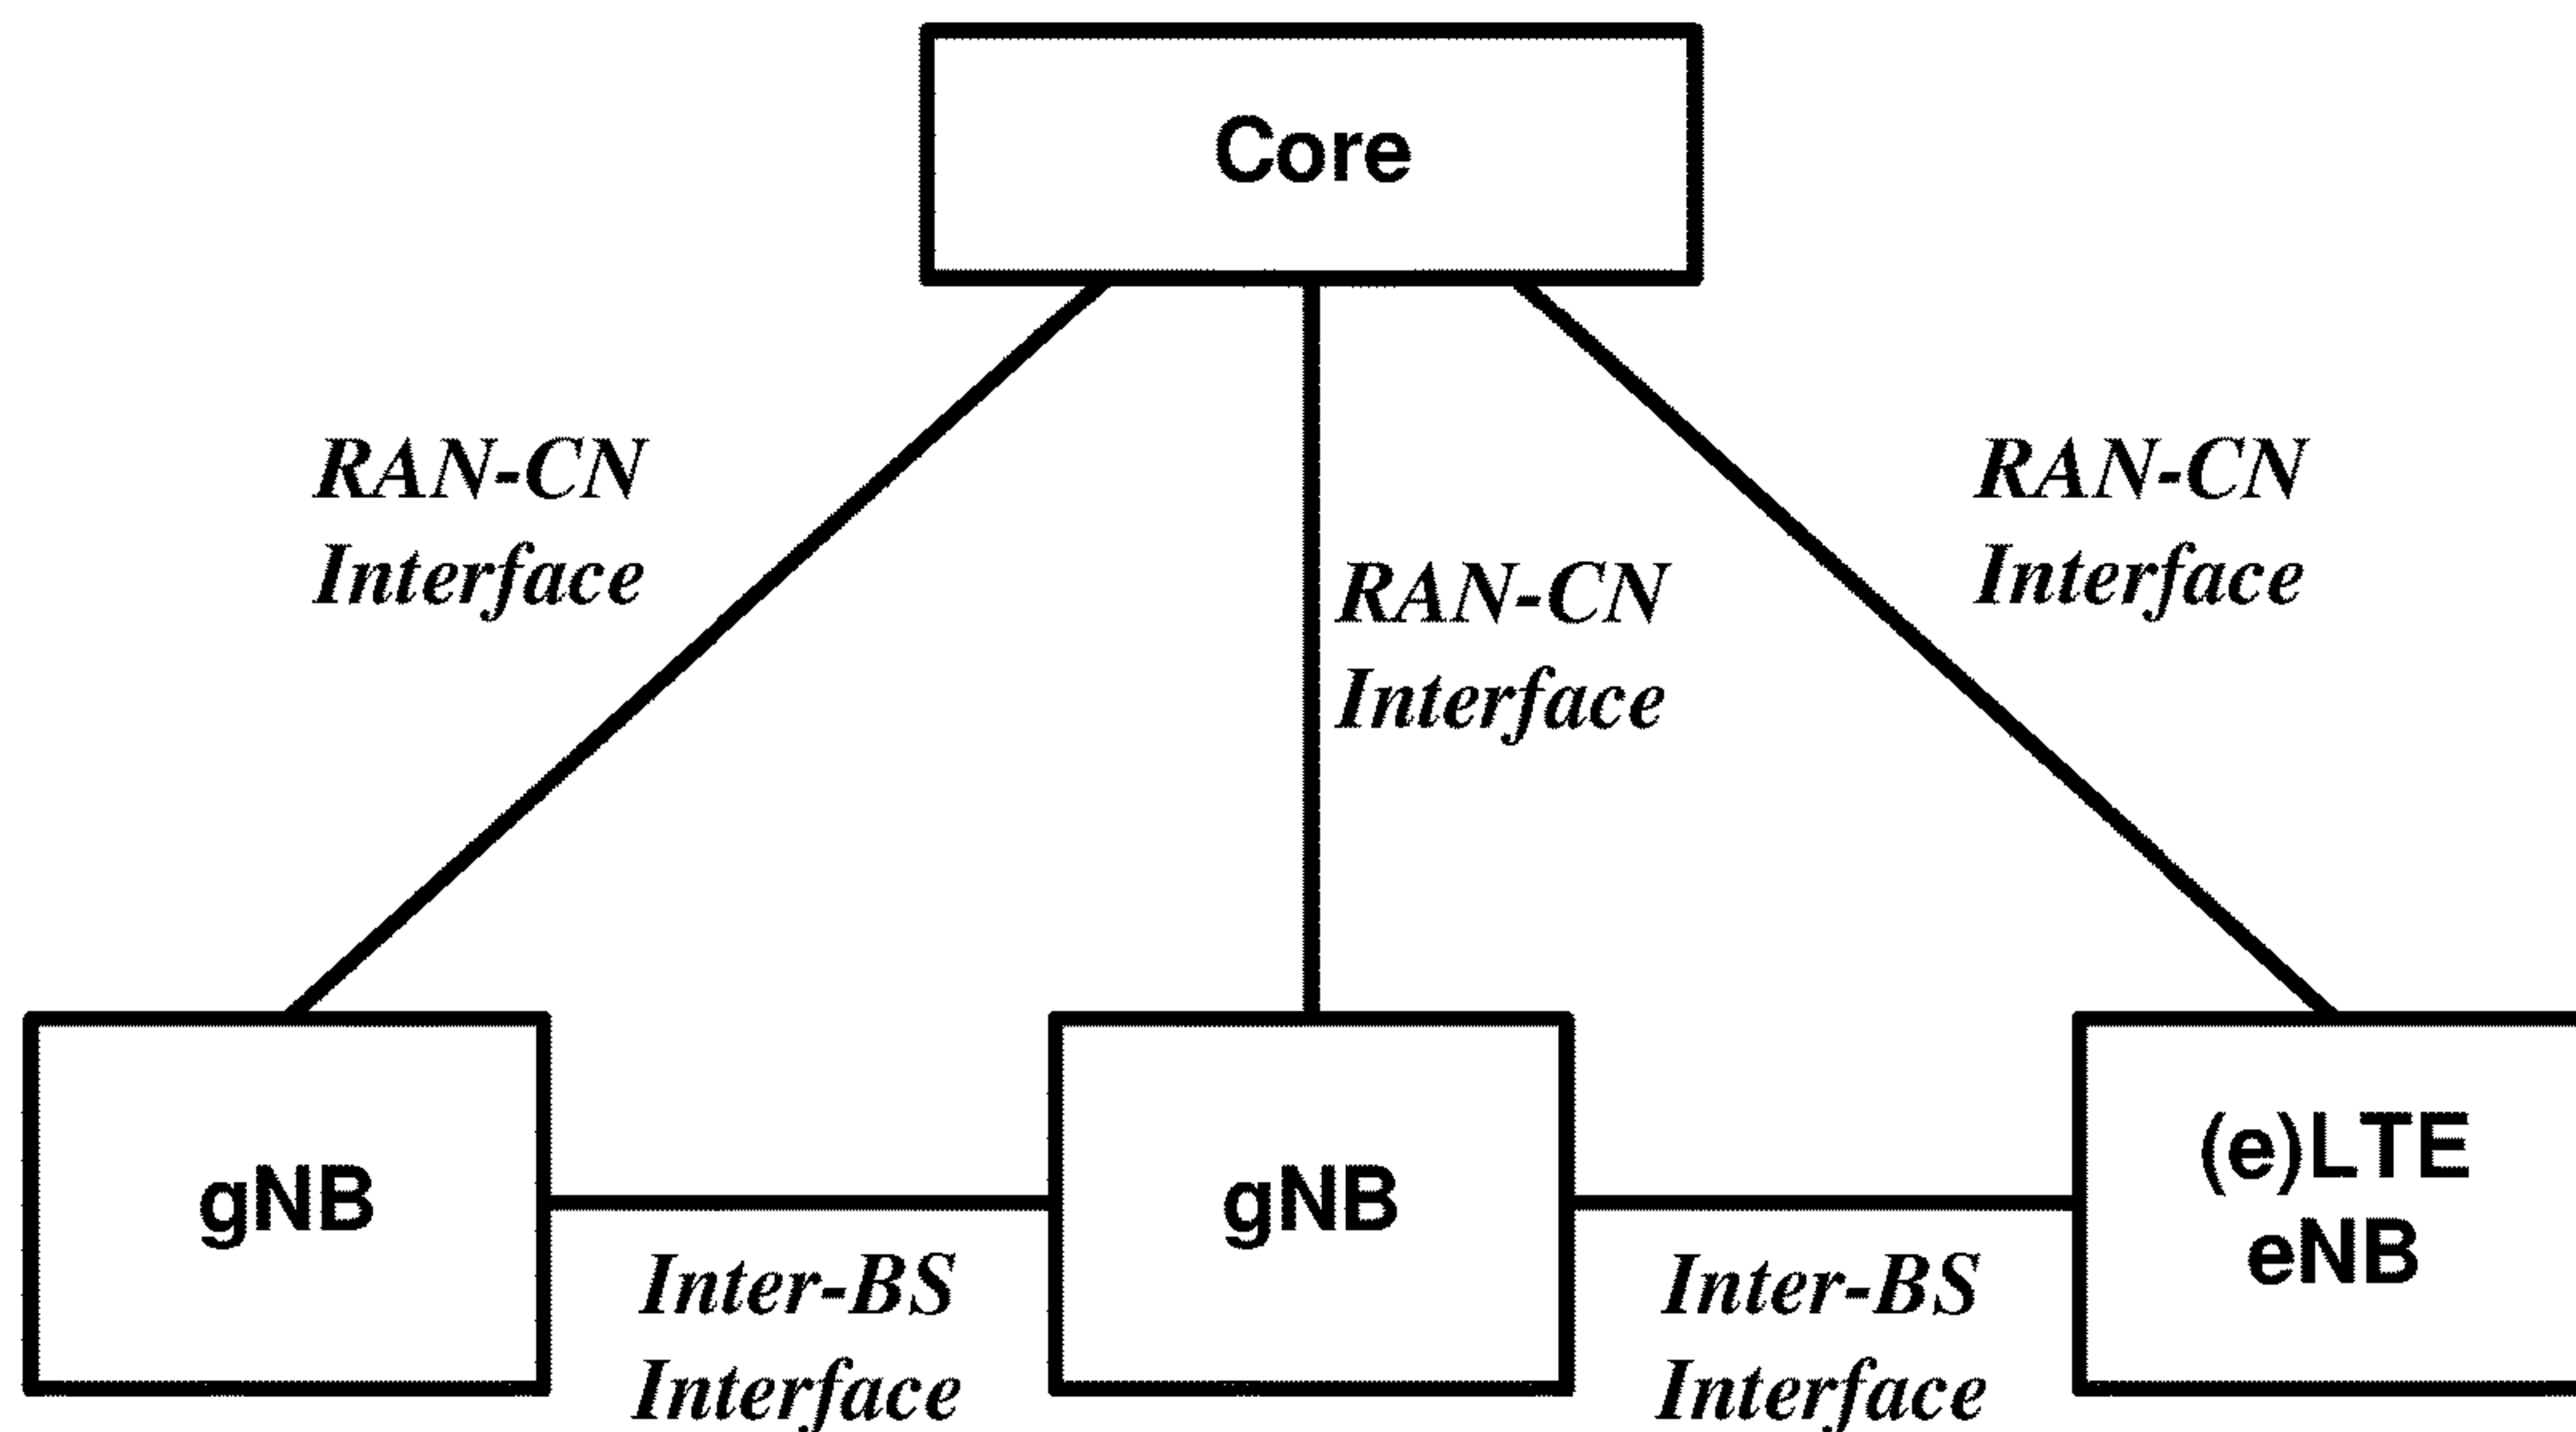 Core
RAN-CN
Interface
RAN-CN
Interface
RAN-CN
Interface
gNB
gNB
(e)LTE
eNB
Inter-BS
Interface
Inter-BS
Interface